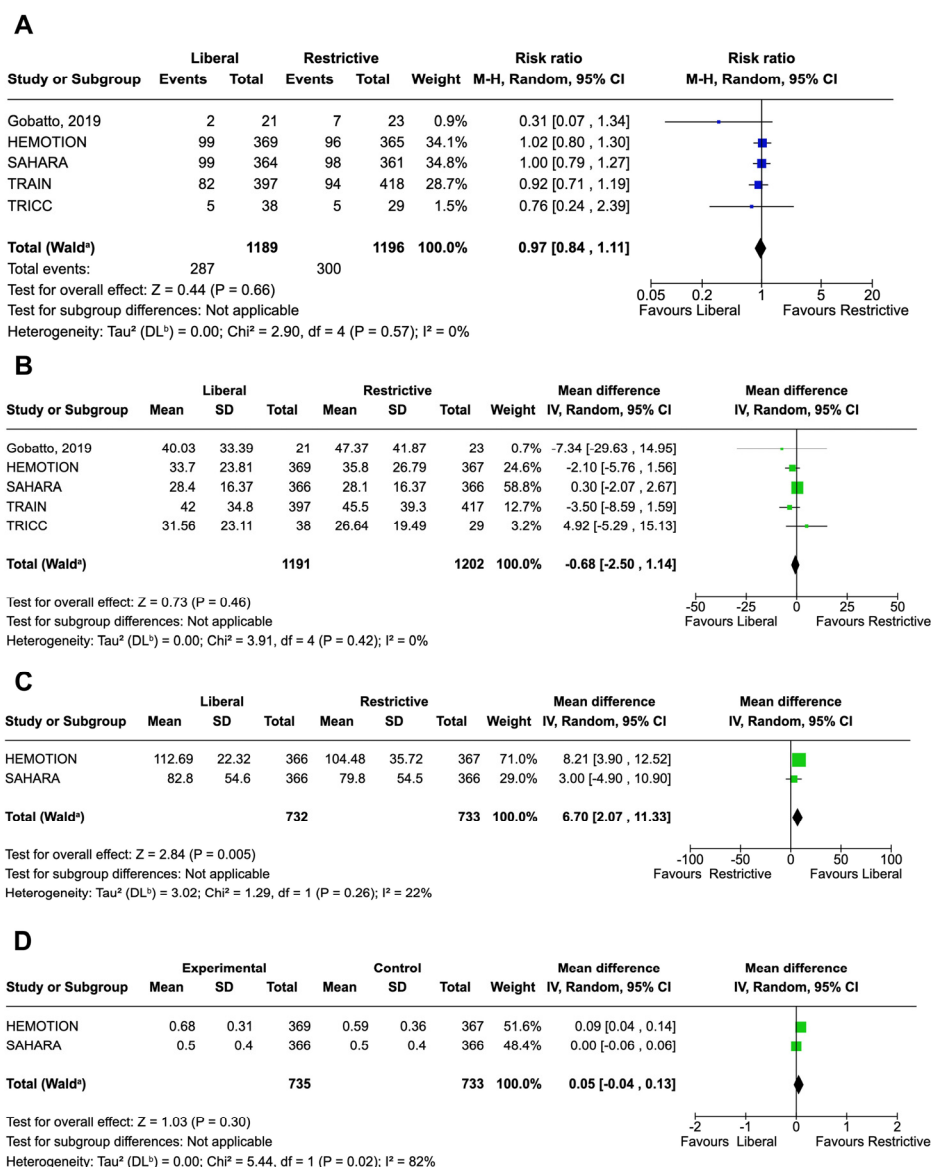 A
Liberal Restrictive Risk ratio Risk ratio
Study or Subgroup Events Total Events Total Weight M-H, Random, 95% CI M-H, Random, 95% CI
Gobatto, 2019 2 21 7 23 0.9% 0.31 [0.07 , 1.34]
HEMOTION 99 369 96 365 34.1% 1.02 [0.80 , 1.30]
SAHARA 99 364 98 361 34.8% 1.00 [0.79 , 1.27]
TRAIN 82 397 94 418 28.7% 0.92 [0.71 , 1.19]
TRICC 5 38 5 29 1.5% 0.76 [0.24 , 2.39]
Total (Waldᵃ) 1189 1196 100.0% 0.97 [0.84 , 1.11]
Total events: 287 300
Test for overall effect: Z = 0.44 (P = 0.66)
0.05 0.2 1 5 20
Test for subgroup differences: Not applicable
Favours Liberal Favours Restrictive
Heterogeneity: Tau² (DLᵇ) = 0.00; Chi² = 2.90, df = 4 (P = 0.57); I² = 0%
B
Liberal Restrictive Mean difference Mean difference
Study or Subgroup Mean SD Total Mean SD Total Weight IV, Random, 95% CI IV, Random, 95% CI
Gobatto, 2019 40.03 33.39 21 47.37 41.87 23 0.7% -7.34 [-29.63 , 14.95]
HEMOTION 33.7 23.81 369 35.8 26.79 367 24.6% -2.10 [-5.76 , 1.56]
SAHARA 28.4 16.37 366 28.1 16.37 366 58.8% 0.30 [-2.07 , 2.67]
TRAIN 42 34.8 397 45.5 39.3 417 12.7% -3.50 [-8.59 , 1.59]
TRICC 31.56 23.11 38 26.64 19.49 29 3.2% 4.92 [-5.29 , 15.13]
Total (Waldᵃ) 1191 1202 100.0% -0.68 [-2.50 , 1.14]
Test for overall effect: Z = 0.73 (P = 0.46)
-50 -25 0 25 50
Test for subgroup differences: Not applicable
Favours Liberal Favours Restrictive
Heterogeneity: Tau² (DLᵇ) = 0.00; Chi² = 3.91, df = 4 (P = 0.42); I² = 0%
C
Liberal Restrictive Mean difference Mean difference
Study or Subgroup Mean SD Total Mean SD Total Weight IV, Random, 95% CI IV, Random, 95% CI
HEMOTION 112.69 22.32 366 104.48 35.72 367 71.0% 8.21 [3.90 , 12.52]
SAHARA 82.8 54.6 366 79.8 54.5 366 29.0% 3.00 [-4.90 , 10.90]
Total (Waldᵃ) 732 733 100.0% 6.70 [2.07 , 11.33]
Test for overall effect: Z = 2.84 (P = 0.005)
-100 -50 0 50 100
Test for subgroup differences: Not applicable
Favours Restrictive Favours Liberal
Heterogeneity: Tau² (DLᵇ) = 3.02; Chi² = 1.29, df = 1 (P = 0.26); I² = 22%
D
Experimental Control Mean difference Mean difference
Study or Subgroup Mean SD Total Mean SD Total Weight IV, Random, 95% CI IV, Random, 95% CI
HEMOTION 0.68 0.31 369 0.59 0.36 367 51.6% 0.09 [0.04 , 0.14]
SAHARA 0.5 0.4 366 0.5 0.4 366 48.4% 0.00 [-0.06 , 0.06]
Total (Waldᵃ) 735 733 100.0% 0.05 [-0.04 , 0.13]
Test for overall effect: Z = 1.03 (P = 0.30)
-2 -1 0 1 2
Test for subgroup differences: Not applicable
Favours Liberal Favours Restrictive
Heterogeneity: Tau² (DLᵇ) = 0.00; Chi² = 5.44, df = 1 (P = 0.02); I² = 82%